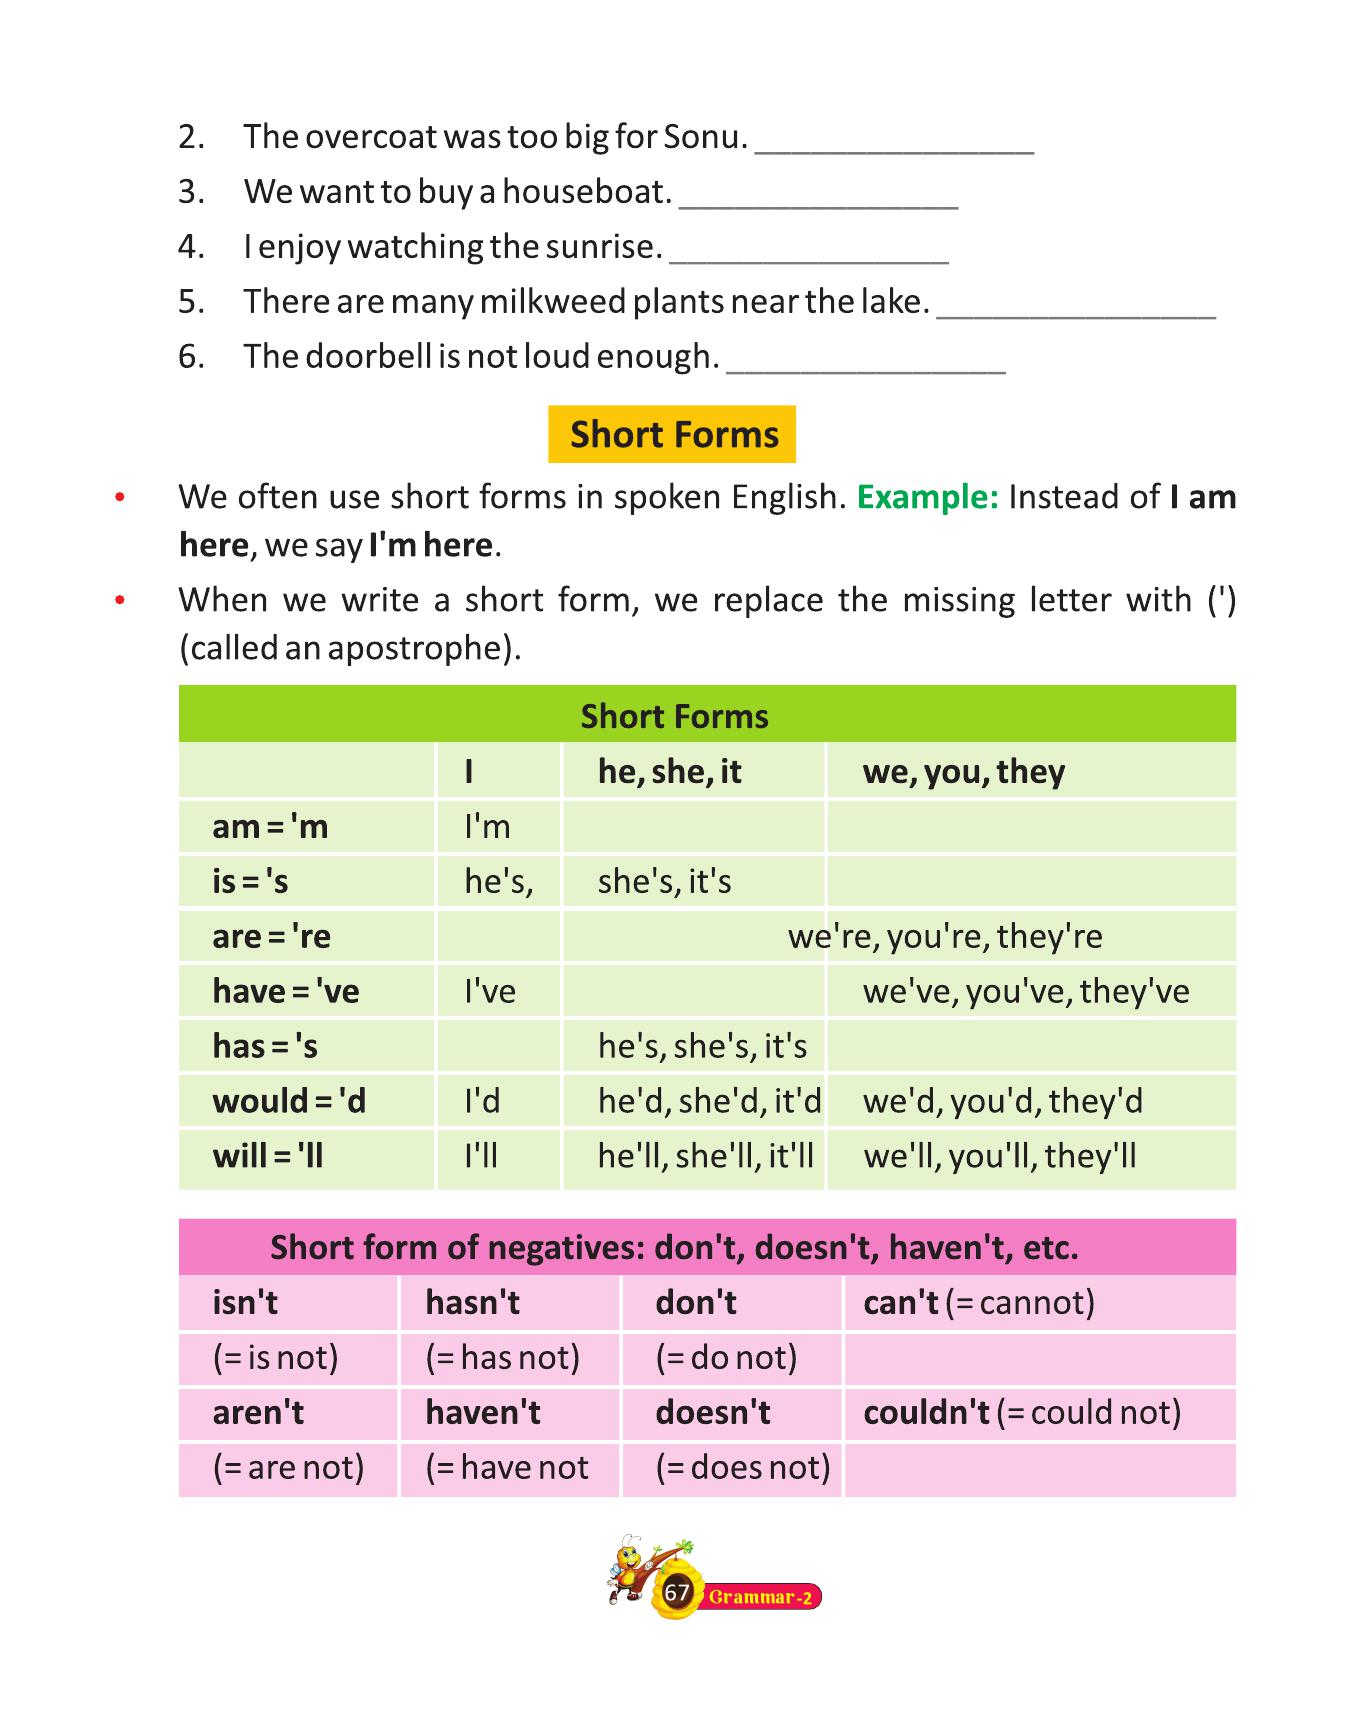 2. The overcoat was too big for Sonu. _______________
3. We want to buy a houseboat. _______________
4. I enjoy watching the sunrise. _______________
5. There are many milkweed plants near the lake. _______________
6. The doorbell is not loud enough. _______________
Short Forms
• We often use short forms in spoken English. Example: Instead of I am
here, we say I'm here.
• When we write a short form, we replace the missing letter with (')
(called an apostrophe).
Short Forms
I he, she, it we, you, they
am = 'm I'm
is = 's he's, she's, it's
are = 're we're, you're, they're
have = 've I've we've, you've, they've
has = 's he's, she's, it's
would = 'd I'd he'd, she'd, it'd we'd, you'd, they'd
will = 'll I'll he'll, she'll, it'll we'll, you'll, they'll
Short form of negatives: don't, doesn't, haven't, etc.
isn't hasn't don't can't (= cannot)
(= is not) (= has not) (= do not)
aren't haven't doesn't couldn't (= could not)
(= are not) (= have not (= does not)
67 Grammar-2